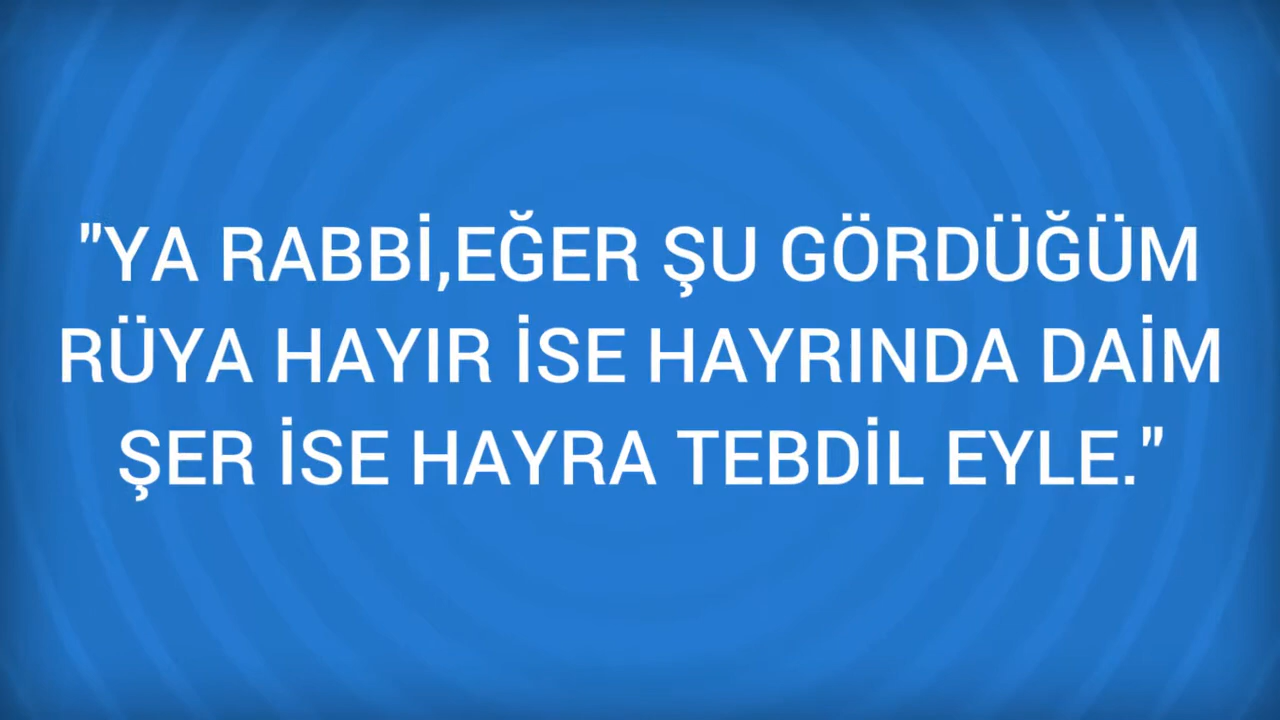 "YA RABBİ,EĞER ŞU GÖRDÜĞÜM
RÜYA HAYIR İSE HAYRINDA DAİM
ŞER İSE HAYRA TEBDİL EYLE."